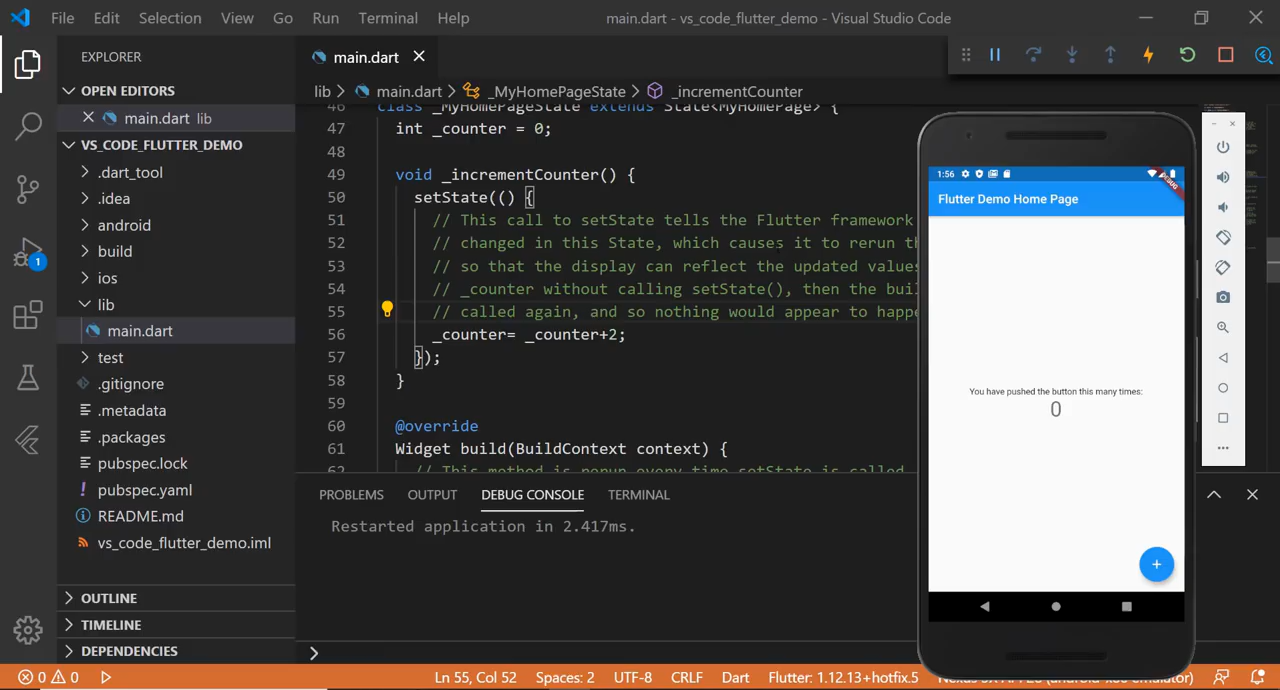 File Edit Selection View Go Run Terminal Help
main.dart - vs_code_flutter_demo - Visual Studio Code
EXPLORER
OPEN EDITORS
main.dart lib
VS_CODE_FLUTTER_DEMO
.dart_tool
.idea
android
build
ios
lib
main.dart
test
.gitignore
.metadata
.packages
pubspec.lock
pubspec.yaml
README.md
vs_code_flutter_demo.iml
OUTLINE
TIMELINE
DEPENDENCIES
1
main.dart
lib > main.dart > _MyHomePageState > _incrementCounter
46 class _MyHomePageState extends State<MyHomePage> {
47 int _counter = 0;
48
49 void _incrementCounter() {
50 setState(() {
51 // This call to setState tells the Flutter framework
52 // changed in this State, which causes it to rerun th
53 // so that the display can reflect the updated values
54 // _counter without calling setState(), then the buil
55 // called again, and so nothing would appear to happe
56 _counter= _counter+2;
57 });
58 }
59
60 @override
61 Widget build(BuildContext context) {
62 // This method is rerun every time setState is called
PROBLEMS OUTPUT DEBUG CONSOLE TERMINAL
Restarted application in 2.417ms.
1:56
DEBUG
Flutter Demo Home Page
You have pushed the button this many times:
0
+
0 0
Ln 55, Col 52 Spaces: 2 UTF-8 CRLF Dart Flutter: 1.12.13+hotfix.5